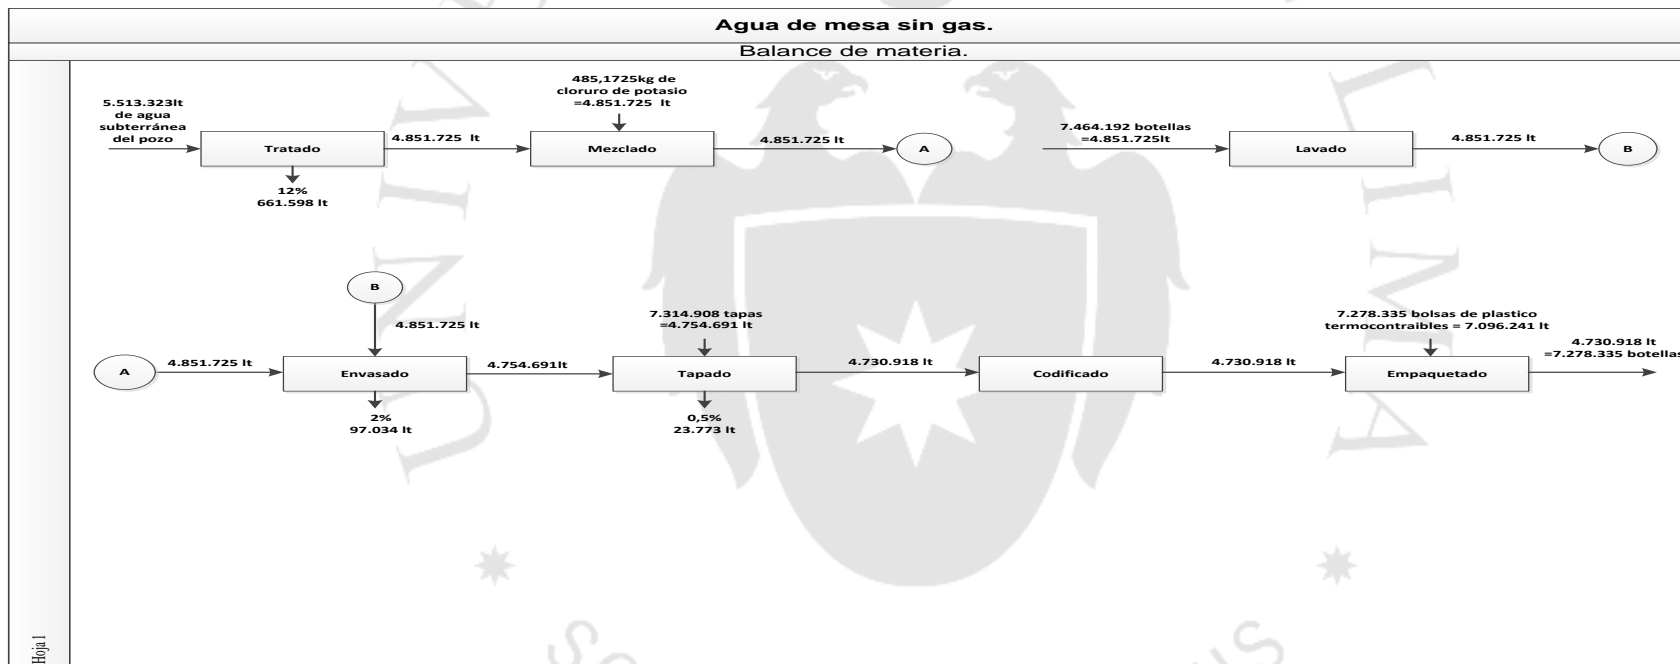 Agua de mesa sin gas.
Balance de materia.
5.513.323lt
de agua
subterránea
del pozo
Tratado
12%
661.598 lt
4.851.725 lt
485,1725kg de
cloruro de potasio
=4.851.725 lt
Mezclado
4.851.725 lt
A
7.464.192 botellas
=4.851.725lt
Lavado
4.851.725 lt
B
B
4.851.725 lt
A
4.851.725 lt
Envasado
2%
97.034 lt
4.754.691lt
7.314.908 tapas
=4.754.691 lt
Tapado
0,5%
23.773 lt
4.730.918 lt
Codificado
4.730.918 lt
7.278.335 bolsas de plastico
termocontraibles = 7.096.241 lt
Empaquetado
4.730.918 lt
=7.278.335 botellas
Hoja 1
LIMA